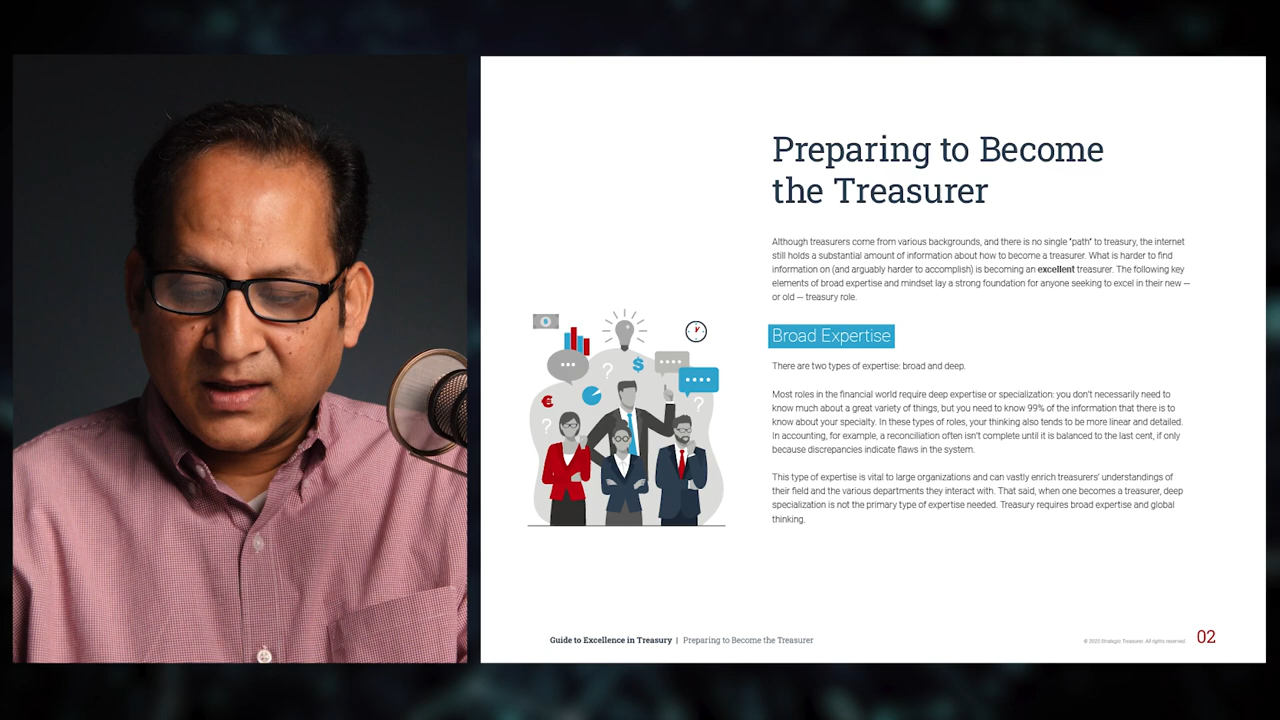 Preparing to Become
the Treasurer
Although treasurers come from various backgrounds, and there is no single "path" to treasury, the internet
still holds a substantial amount of information about how to become a treasurer. What is harder to find
information on (and arguably harder to accomplish) is becoming an excellent treasurer. The following key
elements of broad expertise and mindset lay a strong foundation for anyone seeking to excel in their new —
or old — treasury role.
Broad Expertise
There are two types of expertise: broad and deep.
Most roles in the financial world require deep expertise or specialization: you don't necessarily need to
know much about a great variety of things, but you need to know 99% of the information that there is to
know about your specialty. In these types of roles, your thinking also tends to be more linear and detailed.
In accounting, for example, a reconciliation often isn't complete until it is balanced to the last cent, if only
because discrepancies indicate flaws in the system.
This type of expertise is vital to large organizations and can vastly enrich treasurers' understandings of
their field and the various departments they interact with. That said, when one becomes a treasurer, deep
specialization is not the primary type of expertise needed. Treasury requires broad expertise and global
thinking.
Guide to Excellence in Treasury | Preparing to Become the Treasurer
© 2020 Strategic Treasurer. All rights reserved. 02